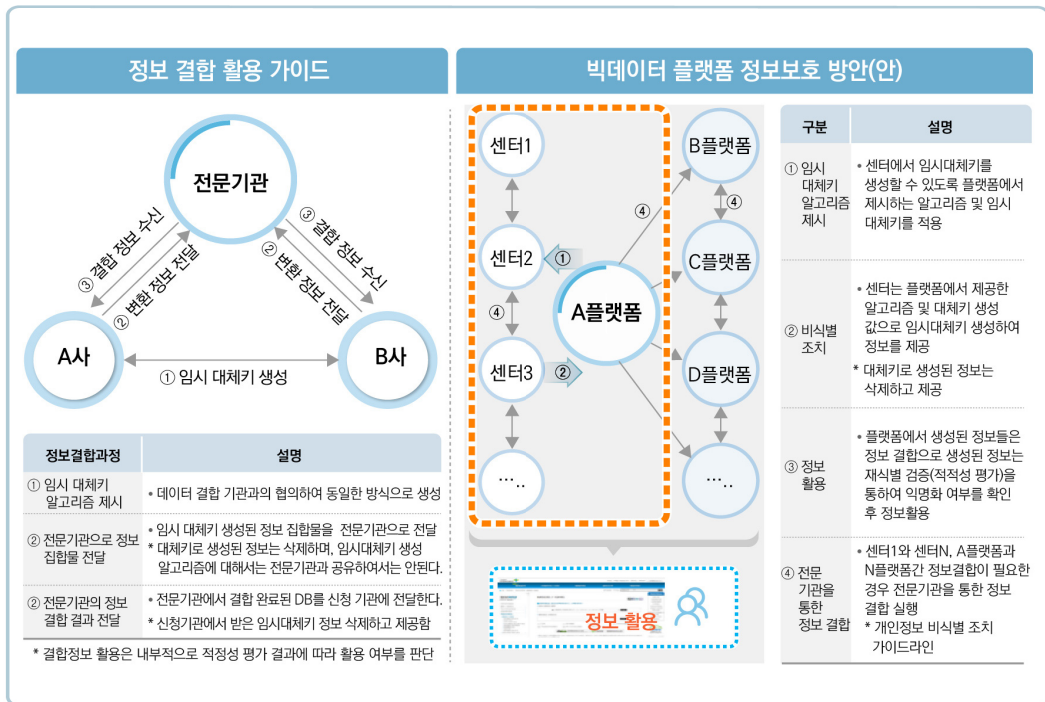 정보 결합 활용 가이드
전문기관
③ 결합 정보 수신
② 변환 정보 전달
③ 결합 정보 수신
② 변환 정보 전달
A사
B사
① 임시 대체키 생성
정보결합과정
설명
① 임시 대체키
알고리즘 제시
• 데이터 결합 기관과의 협의하여 동일한 방식으로 생성
② 전문기관으로 정보
집합물 전달
• 임시 대체키 생성된 정보 집합물을 전문기관으로 전달
* 대체키로 생성된 정보는 삭제하며, 임시대체키 생성
알고리즘에 대해서는 전문기관과 공유하여서는 안된다.
② 전문기관의 정보
결합 결과 전달
• 전문기관에서 결합 완료된 DB를 신청 기관에 전달한다.
* 신청기관에서 받은 임시대체키 정보 삭제하고 제공함
* 결합정보 활용은 내부적으로 적정성 평가 결과에 따라 활용 여부를 판단
빅데이터 플랫폼 정보보호 방안(안)
센터1
센터2
센터3
…..
①
②
④
A플랫폼
④
④
B플랫폼
C플랫폼
D플랫폼
…..
정보 활용
구분
설명
① 임시
대체키
알고리즘
제시
• 센터에서 임시대체키를
생성할 수 있도록 플랫폼에서
제시하는 알고리즘 및 임시
대체키를 적용
② 비식별
조치
• 센터는 플랫폼에서 제공한
알고리즘 및 대체키 생성
값으로 임시대체키 생성하여
정보를 제공
* 대체키로 생성된 정보는
삭제하고 제공
③ 정보
활용
• 플랫폼에서 생성된 정보들은
정보 결합으로 생성된 정보는
재식별 검증(적적성 평가)을
통하여 익명화 여부를 확인
후 정보활용
④ 전문
기관을
통한
정보 결합
• 센터1와 센터N, A플랫폼과
N플랫폼간 정보결합이 필요한
경우 전문기관을 통한 정보
결합 실행
* 개인정보 비식별 조치
가이드라인